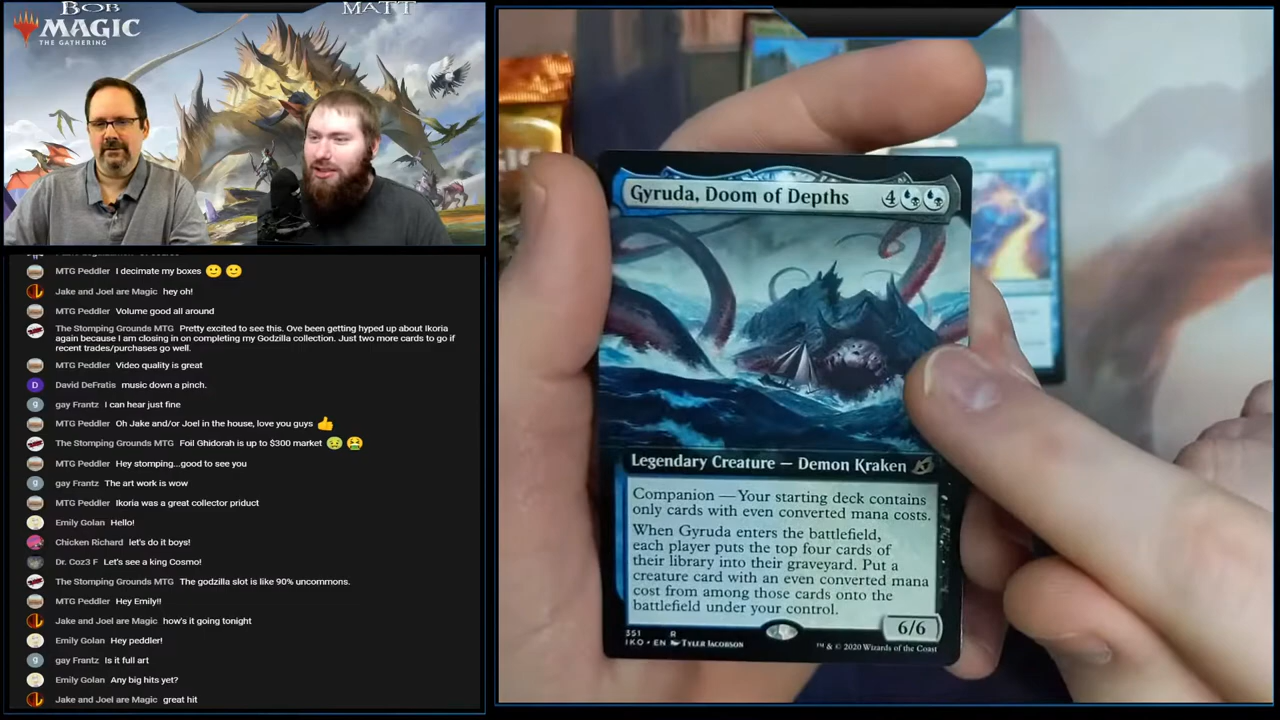 BOB
MATT
MAGIC
THE GATHERING
MTG Peddler I decimate my boxes 🙂 🙂
Jake and Joel are Magic hey oh!
MTG Peddler Volume good all around
The Stomping Grounds MTG Pretty excited to see this. Ove been getting hyped up about Ikoria
again because I am closing in on completing my Godzilla collection. Just two more cards to go if
recent trades/purchases go well.
MTG Peddler Video quality is great
David DeFratis music down a pinch.
gay Frantz I can hear just fine
MTG Peddler Oh Jake and/or Joel in the house, love you guys 👍
The Stomping Grounds MTG Foil Ghidorah is up to $300 market 🤢 🤮
MTG Peddler Hey stomping...good to see you
gay Frantz The art work is wow
MTG Peddler Ikoria was a great collector priduct
Emily Golan Hello!
Chicken Richard let's do it boys!
Dr. Coz3 F Let's see a king Cosmo!
The Stomping Grounds MTG The godzilla slot is like 90% uncommons.
MTG Peddler Hey Emily!!
Jake and Joel are Magic how's it going tonight
Emily Golan Hey peddler!
gay Frantz Is it full art
Emily Golan Any big hits yet?
Jake and Joel are Magic great hit
Gyruda, Doom of Depths 4
Legendary Creature — Demon Kraken
Companion — Your starting deck contains
only cards with even converted mana costs.
When Gyruda enters the battlefield,
each player puts the top four cards of
their library into their graveyard. Put a
creature card with an even converted mana
cost from among those cards onto the
battlefield under your control.
6/6
351 R
IKO • EN Tyler Jacobson
™ & © 2020 Wizards of the Coast